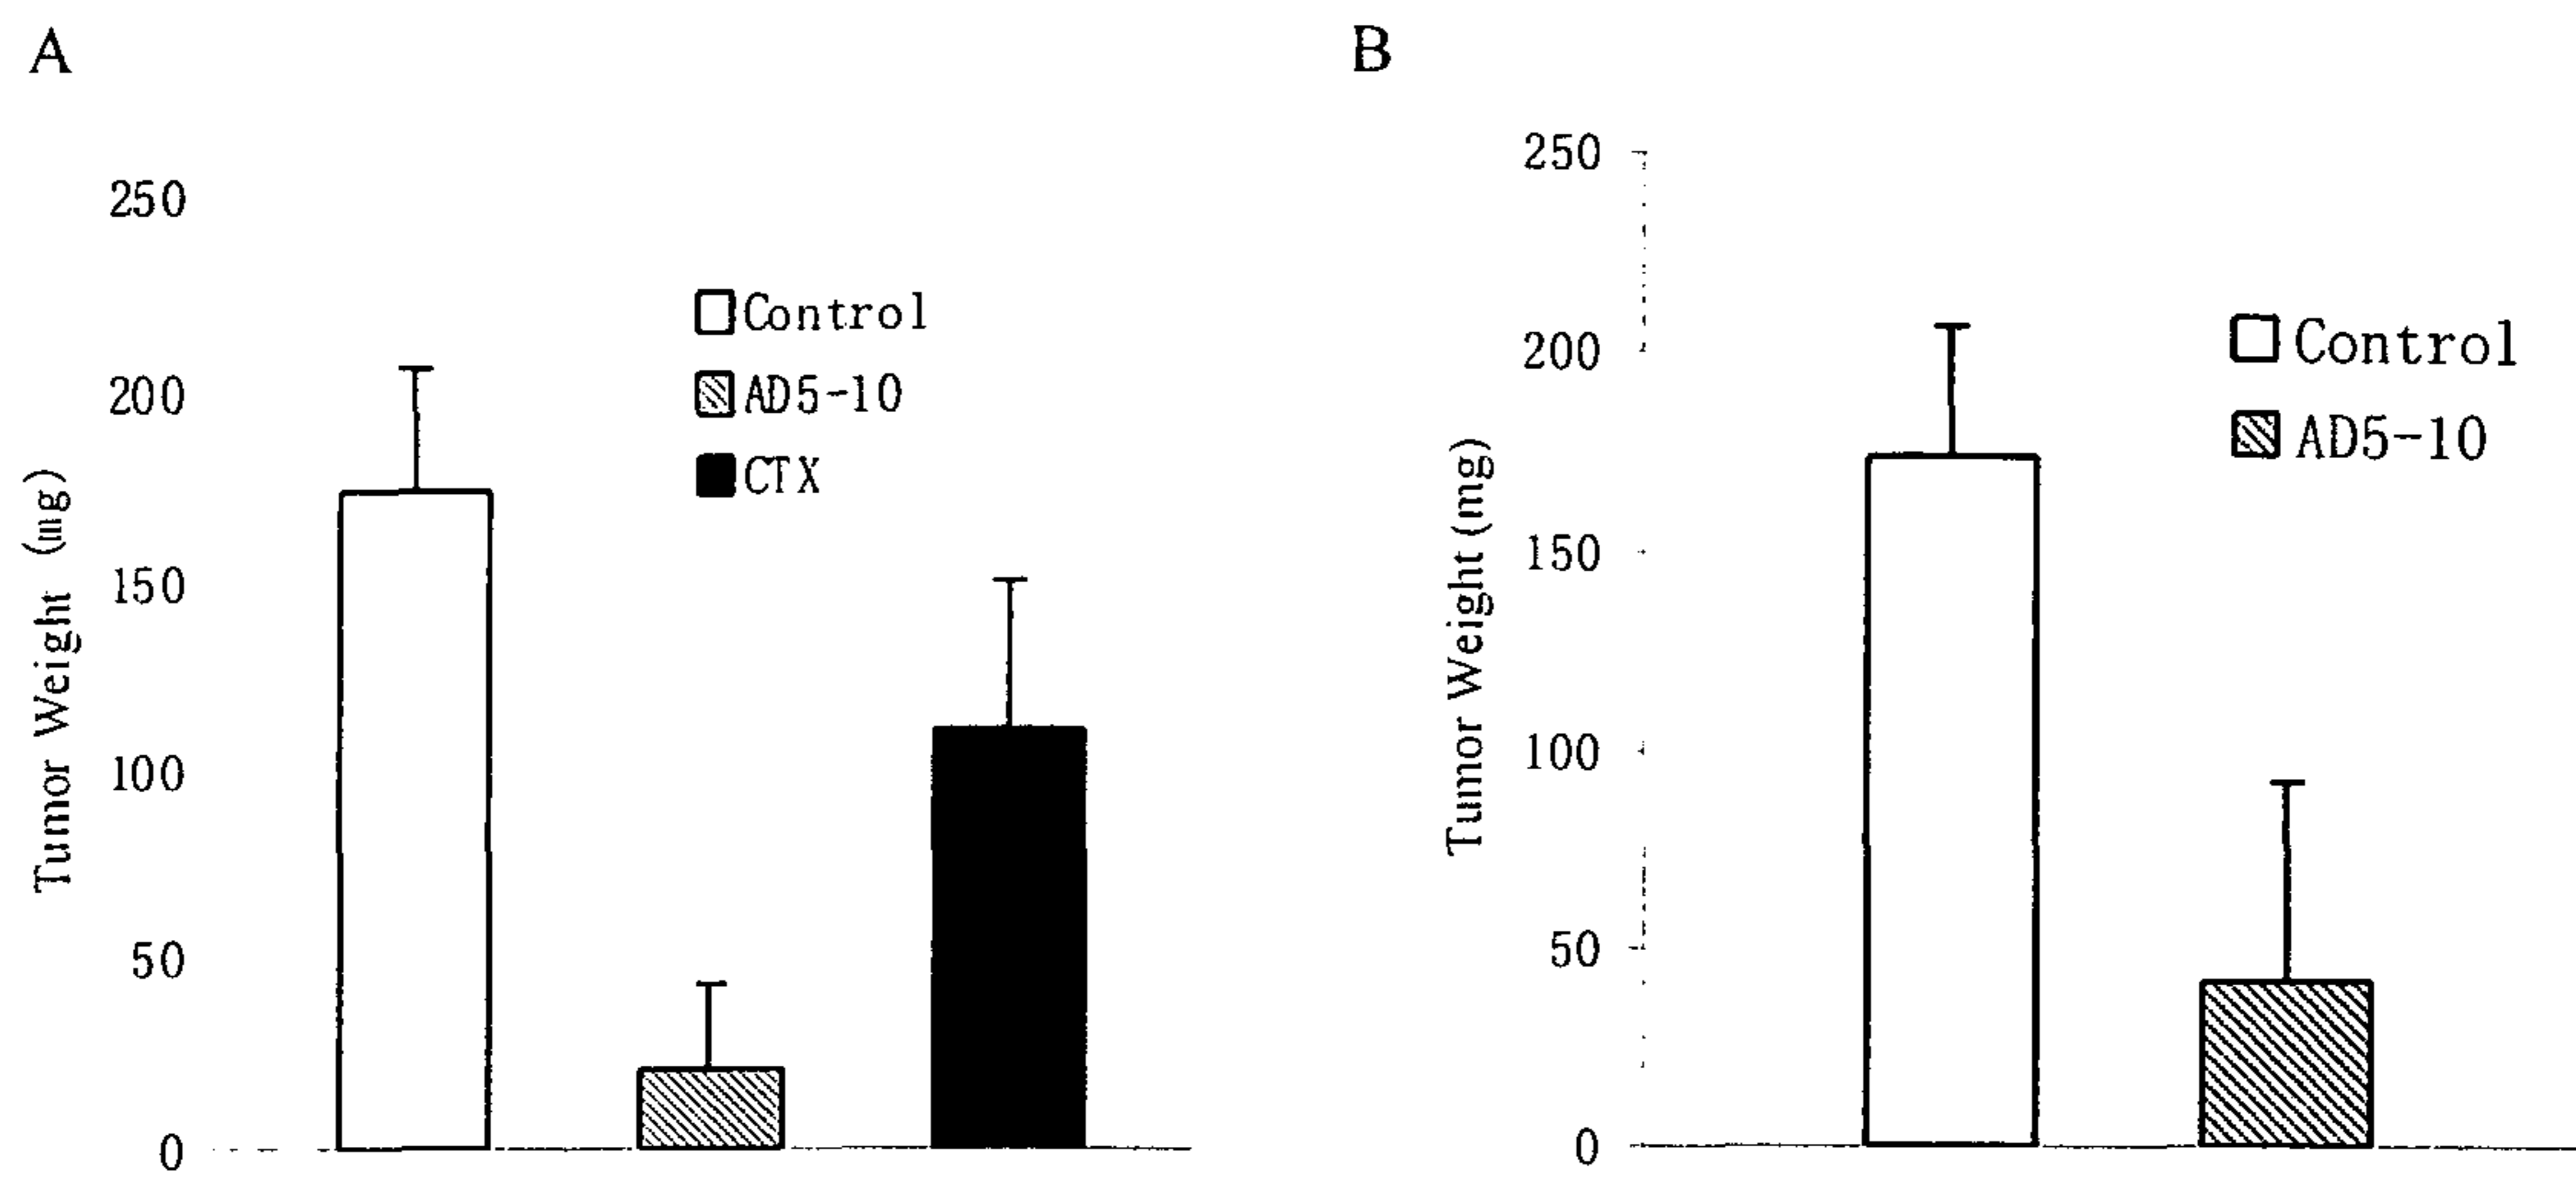 A
250
200
150
100
50
0
Tumor Weight (mg)
Control
AD5-10
CTX
B
250
200
150
100
50
0
Tumor Weight (mg)
Control
AD5-10